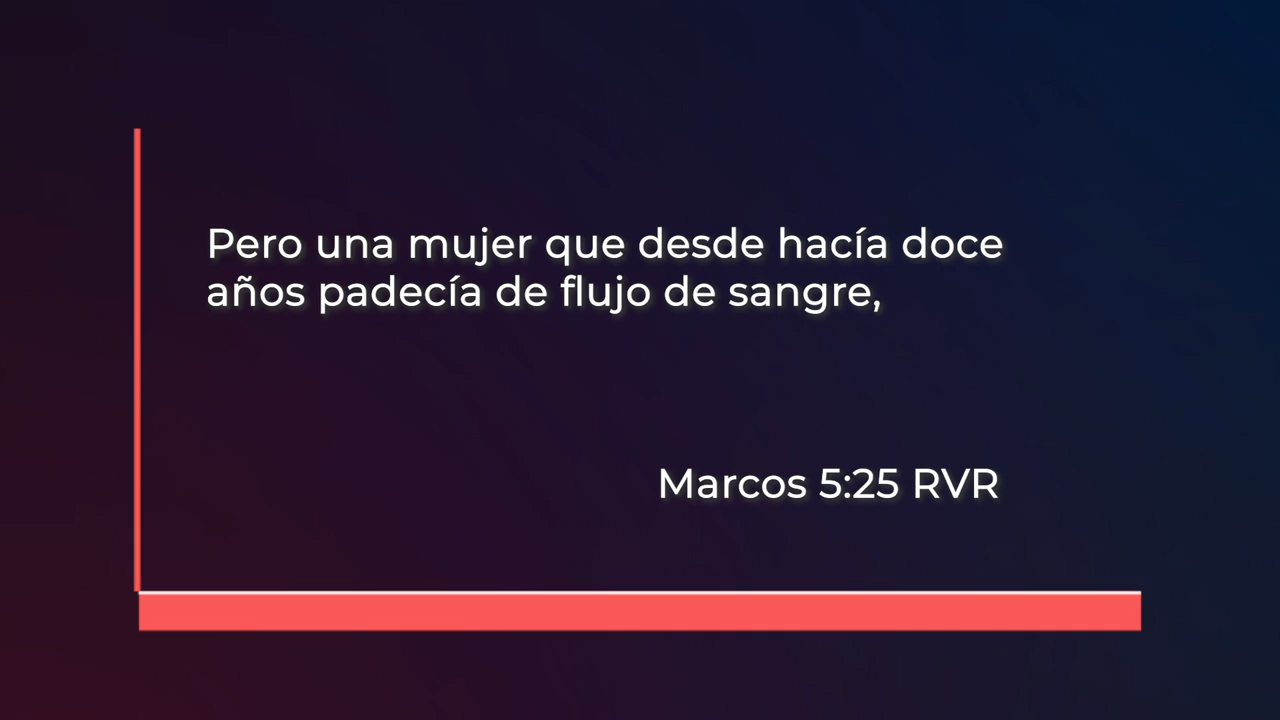 Pero una mujer que desde hacía doce
años padecía de flujo de sangre,
Marcos 5:25 RVR